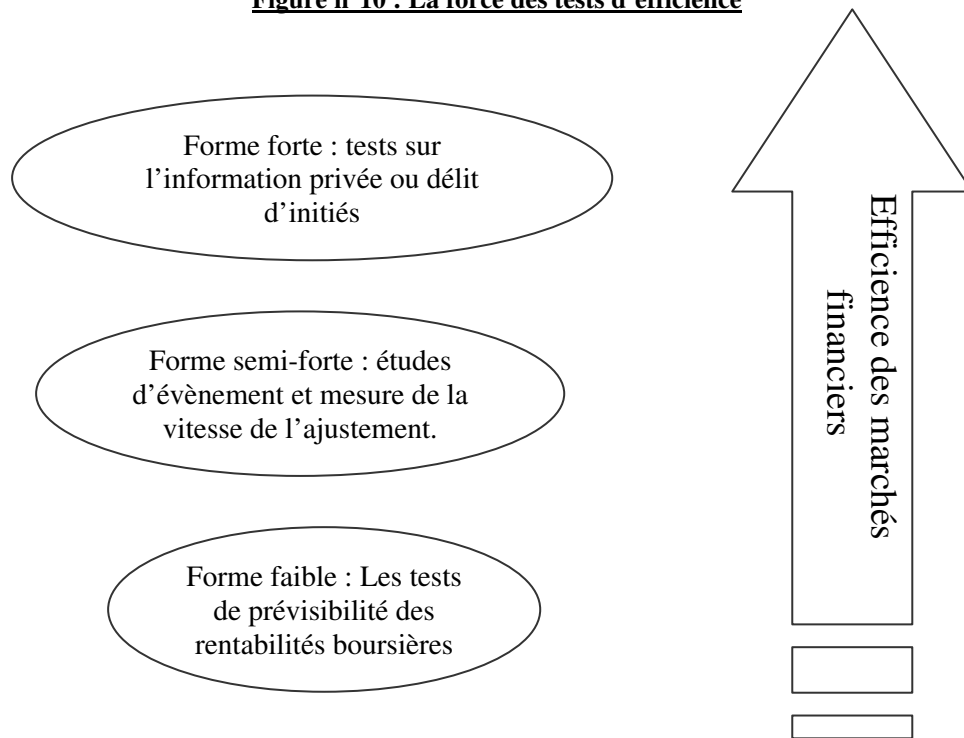 Figure n°10 : La force des tests d'efficience
Forme forte : tests sur
l'information privée ou délit
d'initiés
Forme semi-forte : études
d'évènement et mesure de la
vitesse de l'ajustement.
Forme faible : Les tests
de prévisibilité des
rentabilités boursières
Efficience des marchés
financiers